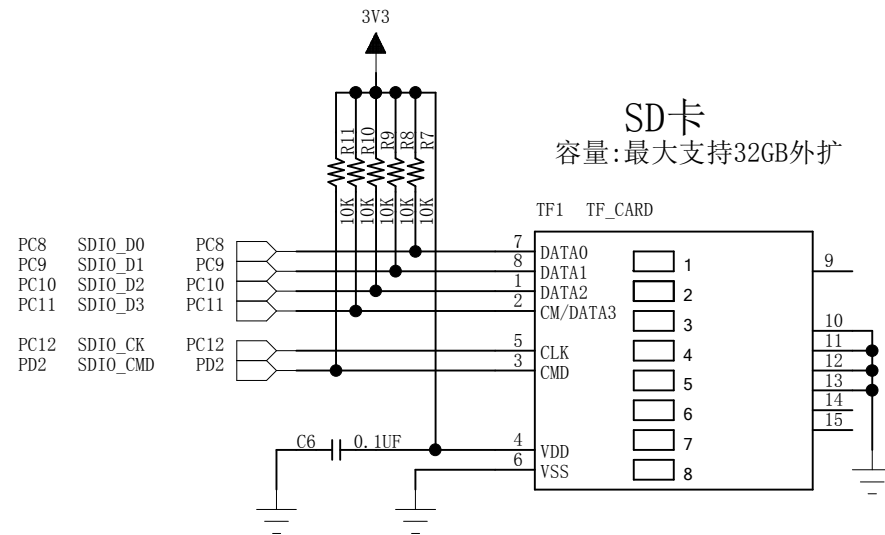 3V3
R11
R10
R9
R8
R7
10K
10K
10K
10K
10K
SD卡
容量:最大支持32GB外扩
TF1 TF_CARD
PC8 SDIO_D0 PC8 7 DATA0 1 9
PC9 SDIO_D1 PC9 8 DATA1
PC10 SDIO_D2 PC10 1 DATA2 2
PC11 SDIO_D3 PC11 2 CM/DATA3 3 10
PC12 SDIO_CK PC12 5 CLK 4 11
PD2 SDIO_CMD PD2 3 CMD 5 12
13
6 14
15
C6 0.1UF 4 VDD 7
6 VSS 8